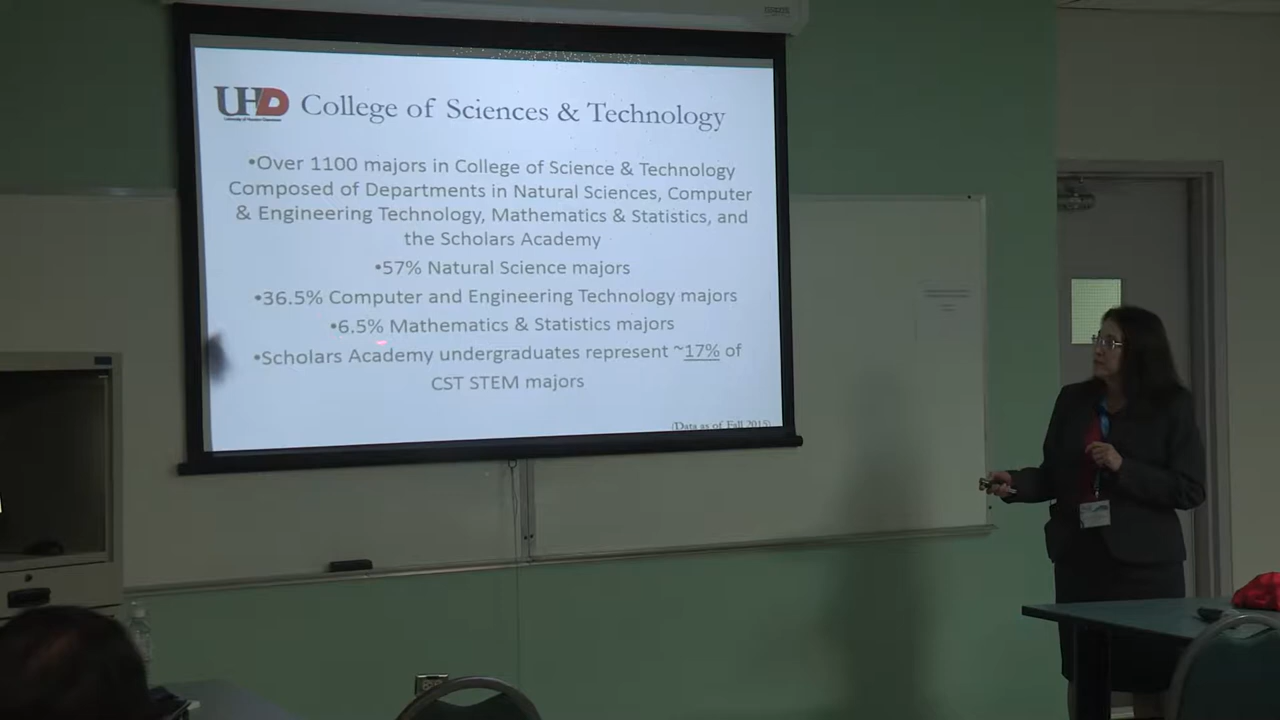 UHD College of Sciences & Technology
•Over 1100 majors in College of Science & Technology
Composed of Departments in Natural Sciences, Computer
& Engineering Technology, Mathematics & Statistics, and
the Scholars Academy
•57% Natural Science majors
•36.5% Computer and Engineering Technology majors
•6.5% Mathematics & Statistics majors
•Scholars Academy undergraduates represent ~17% of
CST STEM majors
(Data as of Fall 2015)